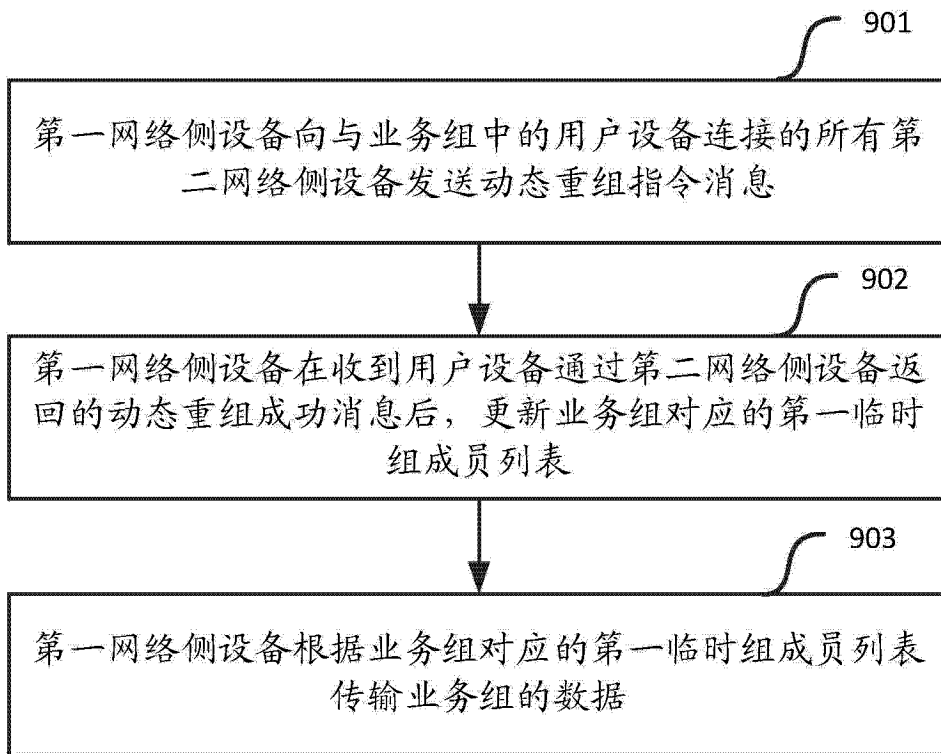 901
第一网络侧设备向与业务组中的用户设备连接的所有第
二网络侧设备发送动态重组指令消息
902
第一网络侧设备在收到用户设备通过第二网络侧设备返
回的动态重组成功消息后，更新业务组对应的第一临时
组成员列表
903
第一网络侧设备根据业务组对应的第一临时组成员列表
传输业务组的数据